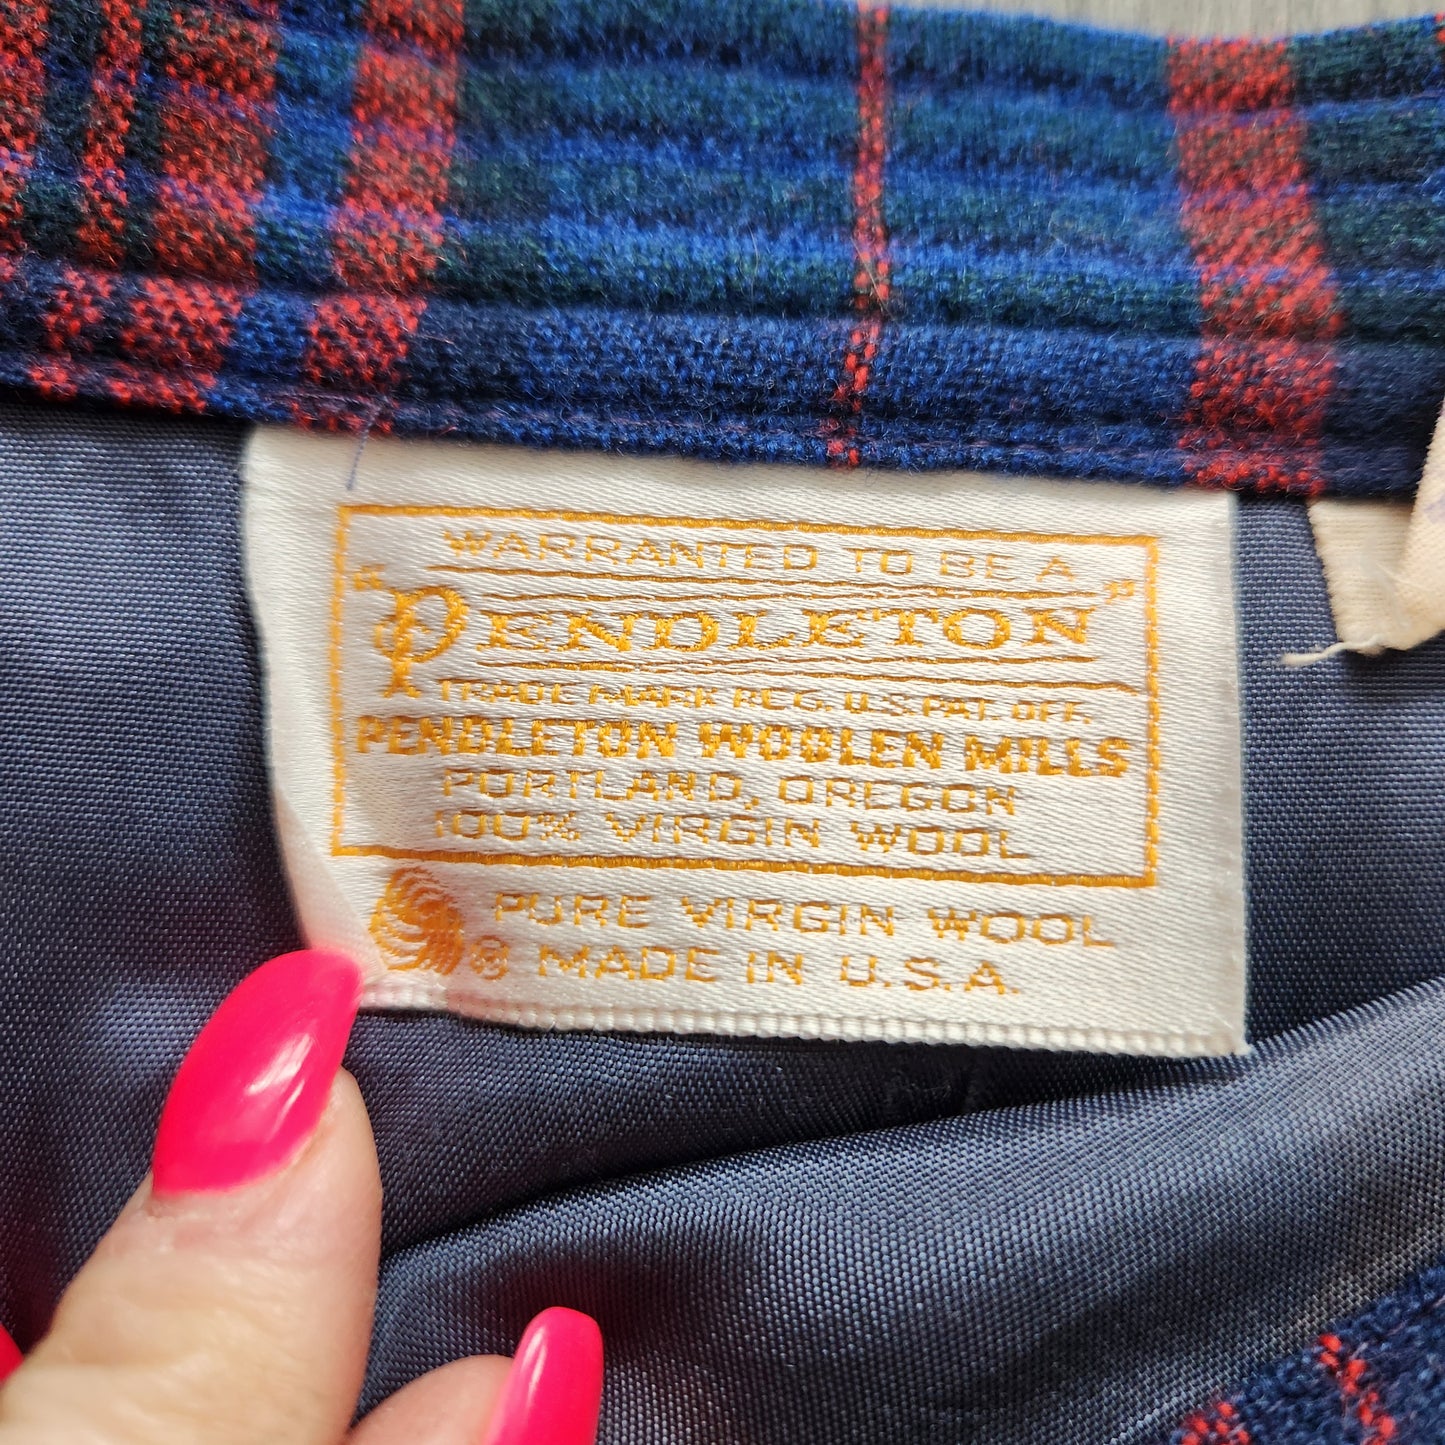 WARRANTED TO BE A
"PENDLETON"
TRADE MARK REG. U.S. PAT. OFF.
PENDLETON WOOLEN MILLS
PORTLAND, OREGON
100% VIRGIN WOOL
PURE VIRGIN WOOL
® MADE IN U.S.A.